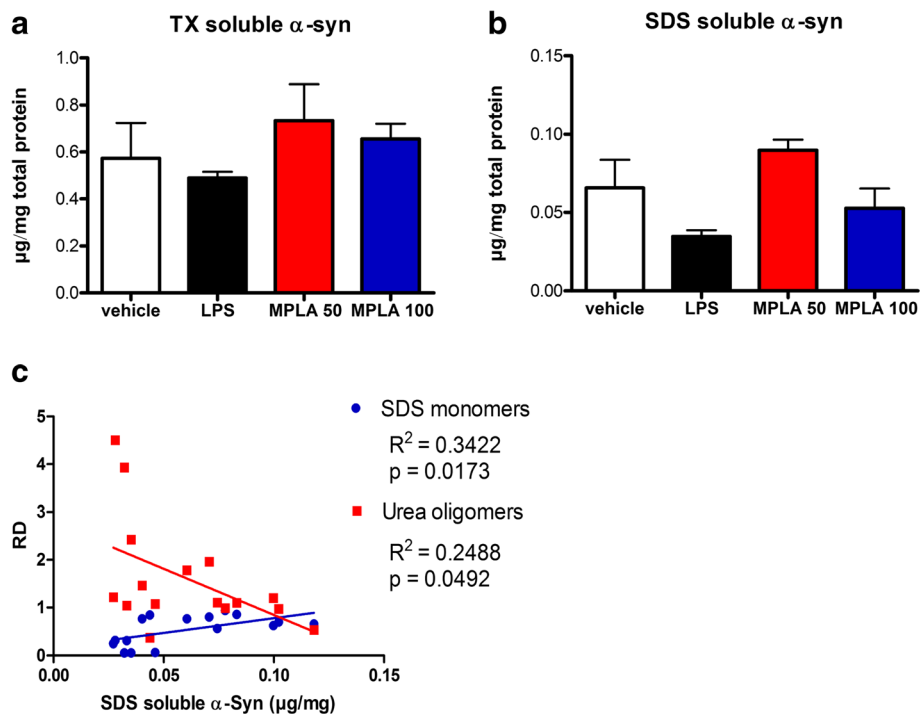 a
TX soluble α-syn
µg/mg total protein
1.0
0.8
0.6
0.4
0.2
0.0
vehicle LPS MPLA 50 MPLA 100
b
SDS soluble α-syn
µg/mg total protein
0.15
0.10
0.05
0.00
vehicle LPS MPLA 50 MPLA 100
c
RD
5
4
3
2
1
0
0.00 0.05 0.10 0.15
SDS soluble α-Syn (µg/mg)
SDS monomers
R² = 0.3422
p = 0.0173
Urea oligomers
R² = 0.2488
p = 0.0492